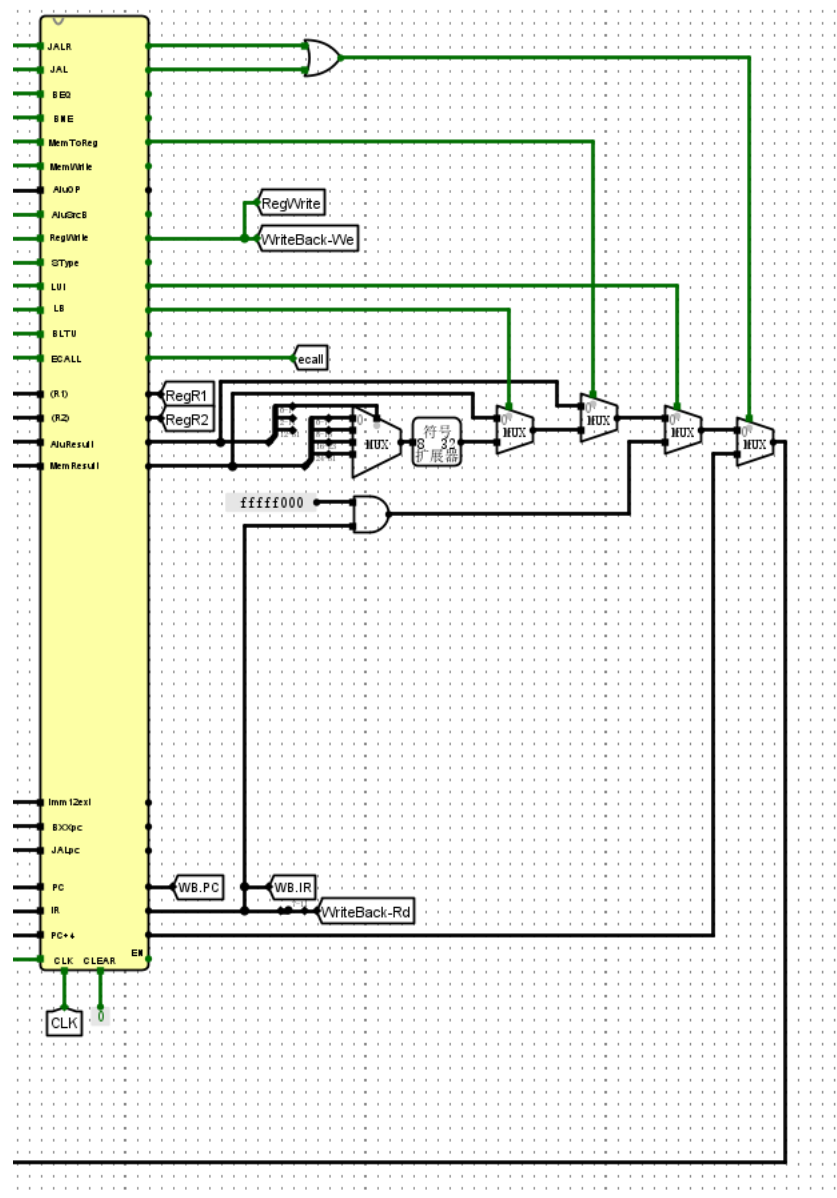 JALR
JAL
BEQ
BNE
MemToReg
MemWrite
AluOP
AluSrcB
RegWrite
RegWrite
WriteBack-We
SType
LUI
LB
BLTU
ECALL
ecall
(R1)
RegR1
(R2)
RegR2
AluResult
MemResult
MUX
符号
8 32
扩展器
MUX
MUX
MUX
MUX
fffff000
Imm12ext
BXXpc
JALpc
PC
WB.PC
WB.IR
IR
WriteBack-Rd
PC+4
EN
CLK CLEAR
CLK
0